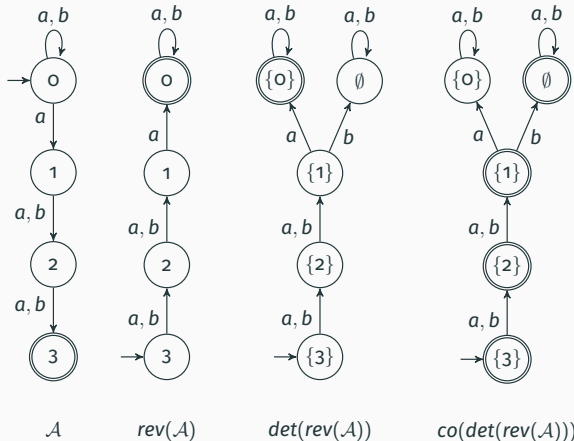 a, b a, b a, b a, b a, b a, b
0 0 {0} ∅ {0} ∅
a a a b a b
1 1 {1} {1}
a, b a, b a, b a, b
2 2 {2} {2}
a, b a, b a, b a, b
3 3 {3} {3}
𝒜 rev(𝒜) det(rev(𝒜)) co(det(rev(𝒜)))